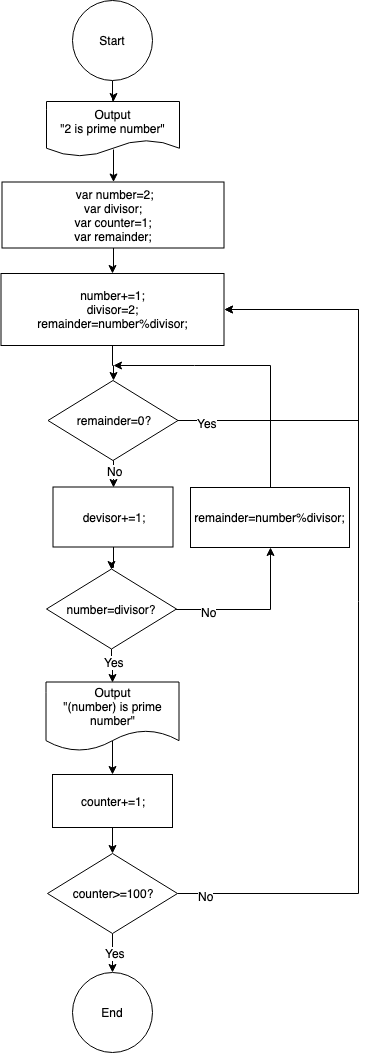 Start
Output
"2 is prime number"
var number=2;
var divisor;
var counter=1;
var remainder;
number+=1;
divisor=2;
remainder=number%divisor;
remainder=0?
Yes
No
devisor+=1;
remainder=number%divisor;
number=divisor?
No
Yes
Output
"(number) is prime
number"
counter+=1;
counter>=100?
No
Yes
End